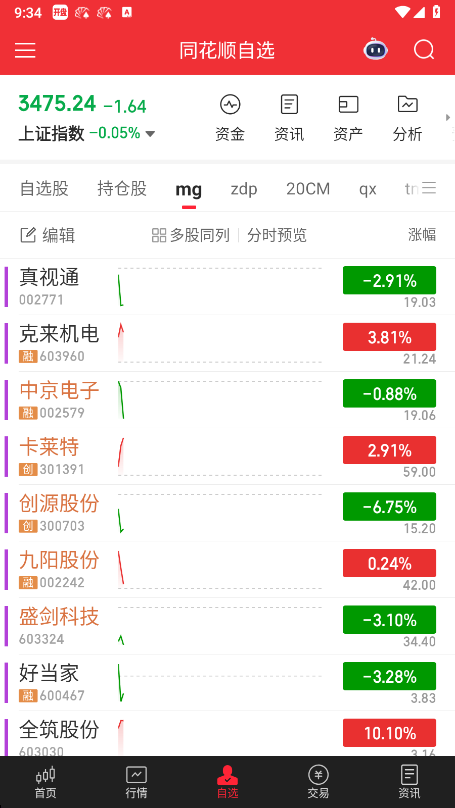 9:34 开盘 A
同花顺自选
3475.24 -1.64
上证指数 -0.05%
资金 资讯 资产 分析
自选股 持仓股 mg zdp 20CM qx
编辑 多股同列 分时预览 涨幅
真视通 -2.91%
002771 19.03
克来机电 3.81%
融 603960 21.24
中京电子 -0.88%
融 002579 19.06
卡莱特 2.91%
创 301391 59.00
创源股份 -6.75%
创 300703 15.20
九阳股份 0.24%
融 002242 42.00
盛剑科技 -3.10%
603324 34.40
好当家 -3.28%
融 600467 3.83
全筑股份 10.10%
603030 3.16
首页 行情 自选 交易 资讯